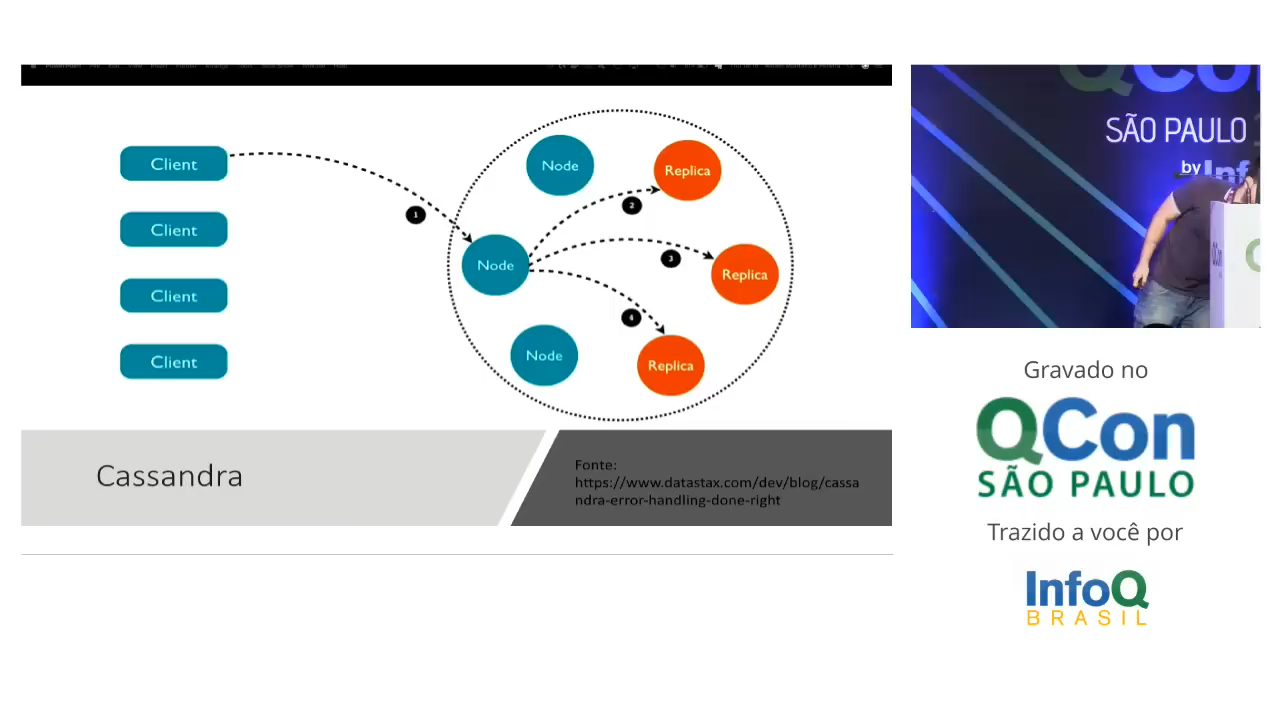 Client
Client
Client
Client
Node
Node
Node
Replica
Replica
Replica
1
2
3
4
Cassandra
Fonte:
https://www.datastax.com/dev/blog/cassa
ndra-error-handling-done-right
SÃO PAULO
by
Gravado no
QCon
SÃO PAULO
Trazido a você por
InfoQ
BRASIL